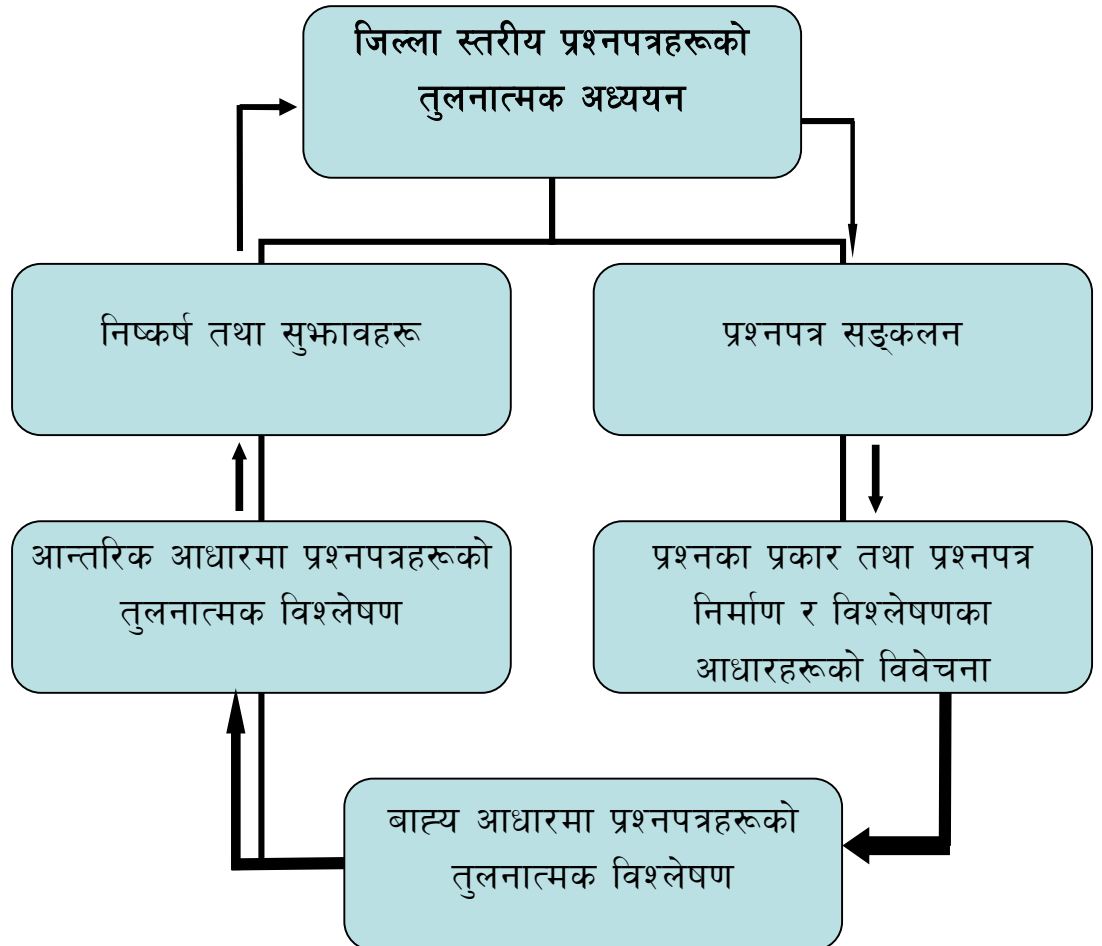 जिल्ला स्तरीय प्रश्नपत्रहरूको
तुलनात्मक अध्ययन
निष्कर्ष तथा सुझावहरू
प्रश्नपत्र सङ्कलन
आन्तरिक आधारमा प्रश्नपत्रहरूको
तुलनात्मक विश्लेषण
प्रश्नका प्रकार तथा प्रश्नपत्र
निर्माण र विश्लेषणका
आधारहरूको विवेचना
बाह्य आधारमा प्रश्नपत्रहरूको
तुलनात्मक विश्लेषण